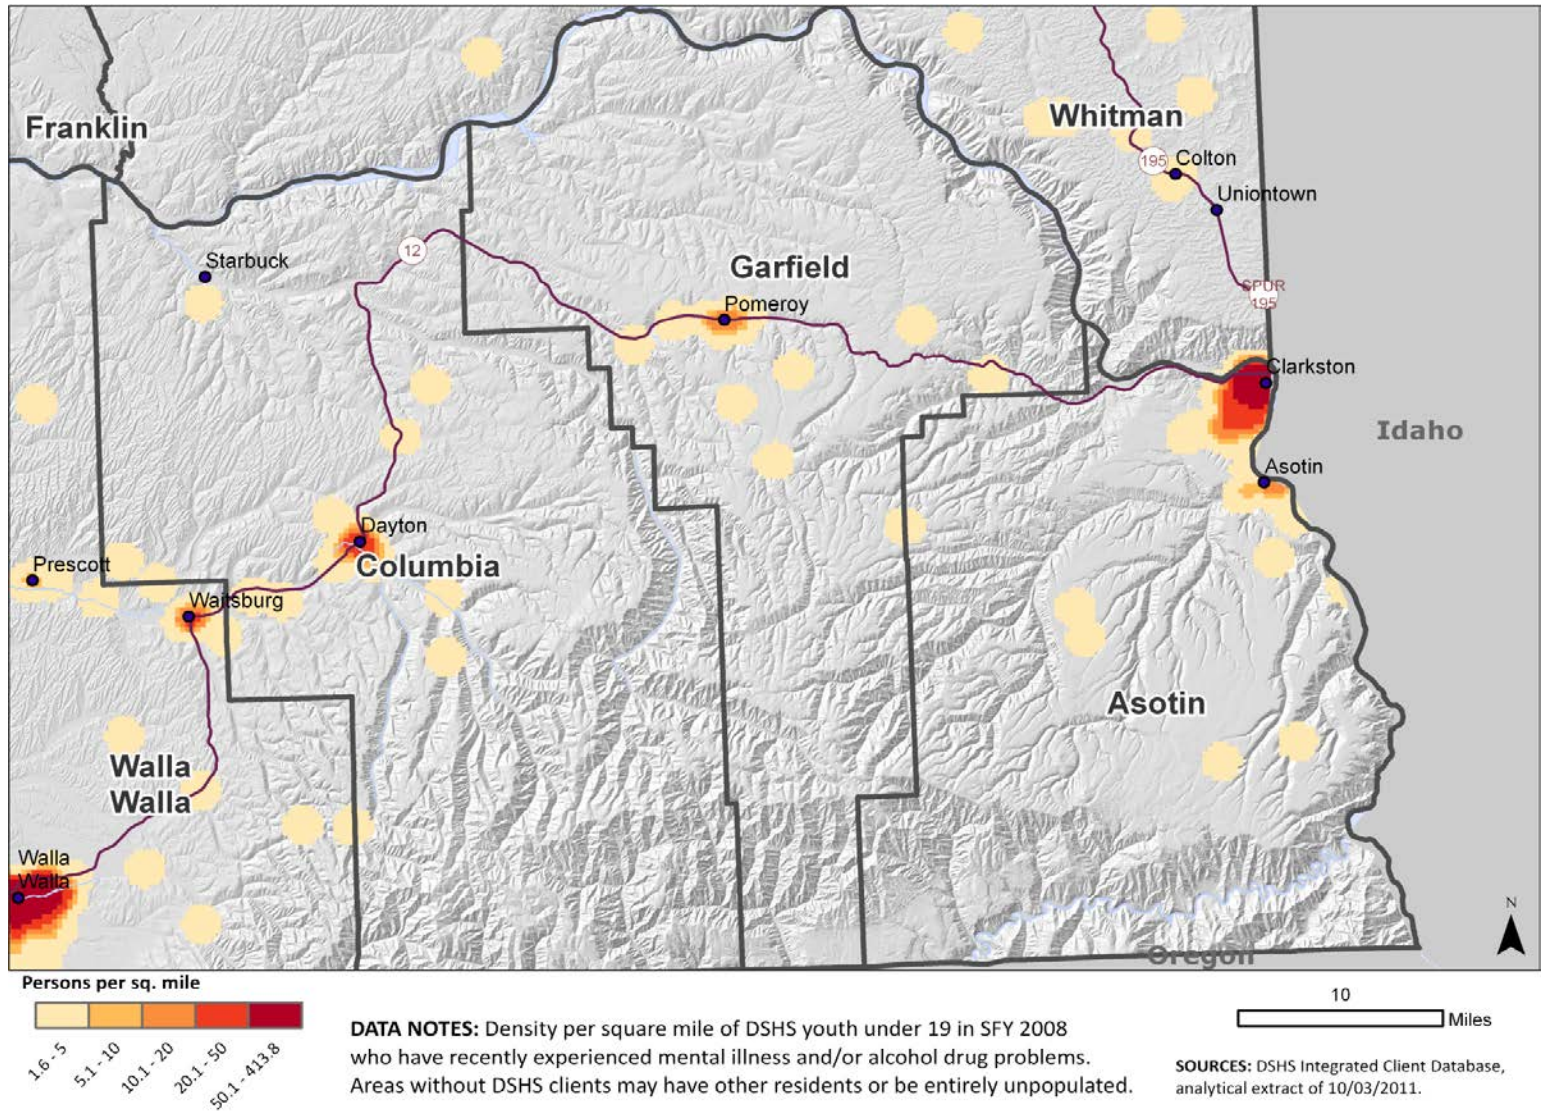 Franklin
Whitman
195
Colton
Uniontown
Starbuck
12
Garfield
Pomeroy
SPUR
195
Clarkston
Idaho
Asotin
Dayton
Columbia
Prescott
Waitsburg
Asotin
Walla
Walla
Walla
Walla
N
Oregon
Persons per sq. mile
1.6 - 5
5.1 - 10
10.1 - 20
20.1 - 50
50.1 - 413.8
DATA NOTES: Density per square mile of DSHS youth under 19 in SFY 2008
who have recently experienced mental illness and/or alcohol drug problems.
Areas without DSHS clients may have other residents or be entirely unpopulated.
10
Miles
SOURCES: DSHS Integrated Client Database,
analytical extract of 10/03/2011.